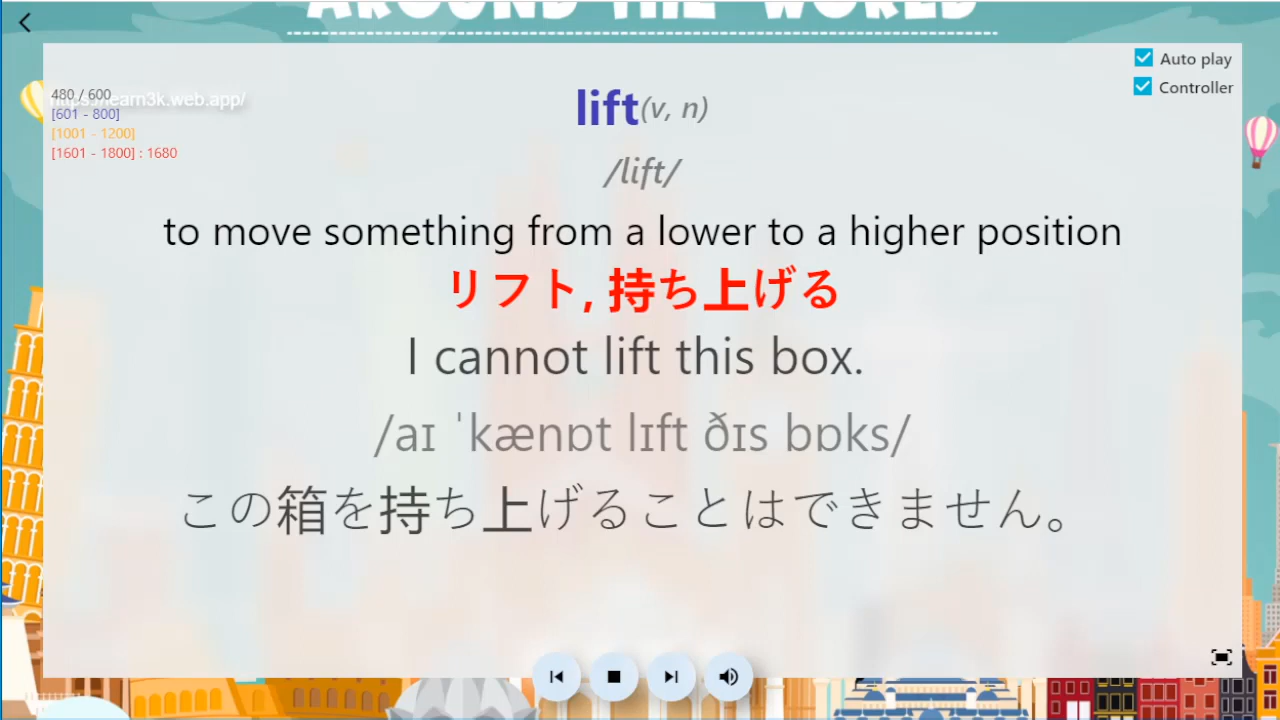 AROUND THE WORLD
Auto play
Controller
https://learn3k.web.app/
480 / 600
[601 - 800]
[1001 - 1200]
[1601 - 1800] : 1680
lift(v, n)
/lift/
to move something from a lower to a higher position
リフト, 持ち上げる
I cannot lift this box.
/aɪ ˈkænɒt lɪft ðɪs bɒks/
この箱を持ち上げることはできません。